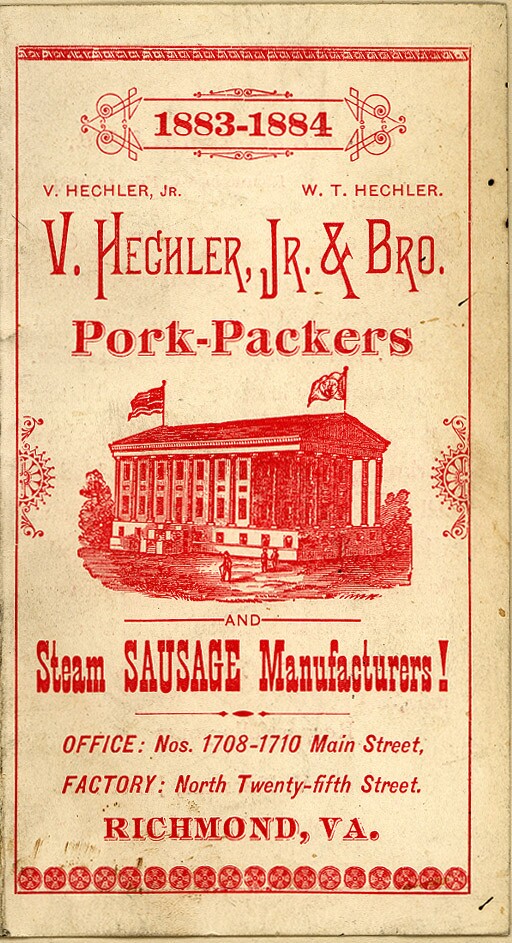 1883-1884
V. HECHLER, JR. W. T. HECHLER.
V. HECHLER, JR. & BRO.
Pork-Packers
AND
Steam SAUSAGE Manufacturers!
OFFICE: Nos. 1708-1710 Main Street,
FACTORY: North Twenty-fifth Street.
RICHMOND, VA.